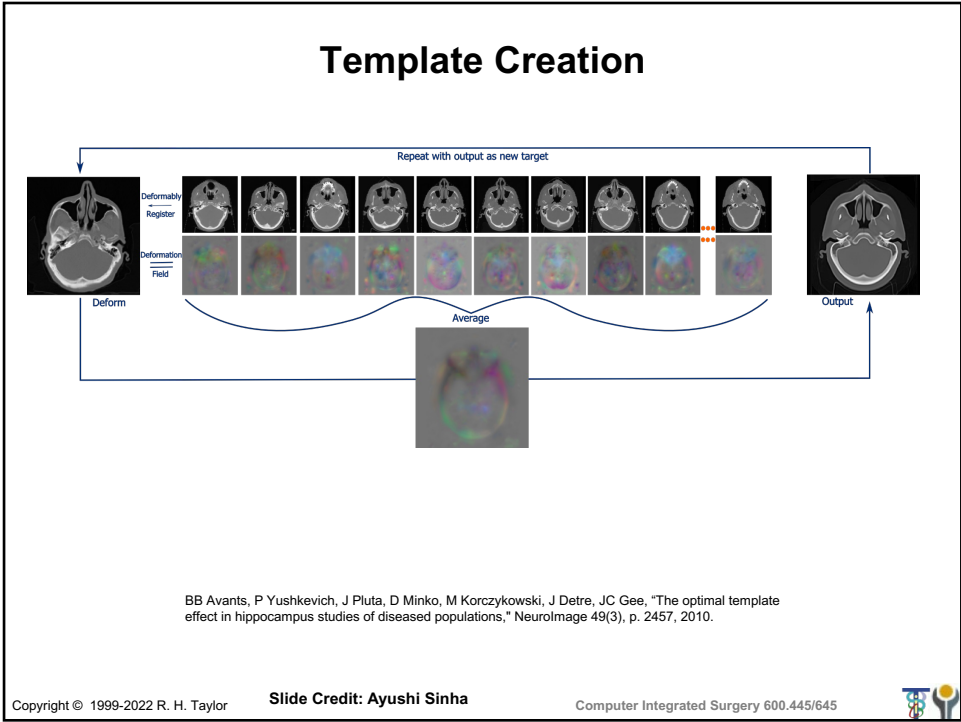 Template Creation
Repeat with output as new target
Deformably
Register
Deformation
Field
Deform
Average
Output
BB Avants, P Yushkevich, J Pluta, D Minko, M Korczykowski, J Detre, JC Gee, “The optimal template
effect in hippocampus studies of diseased populations," NeuroImage 49(3), p. 2457, 2010.
Copyright © 1999-2022 R. H. Taylor
Slide Credit: Ayushi Sinha
Computer Integrated Surgery 600.445/645